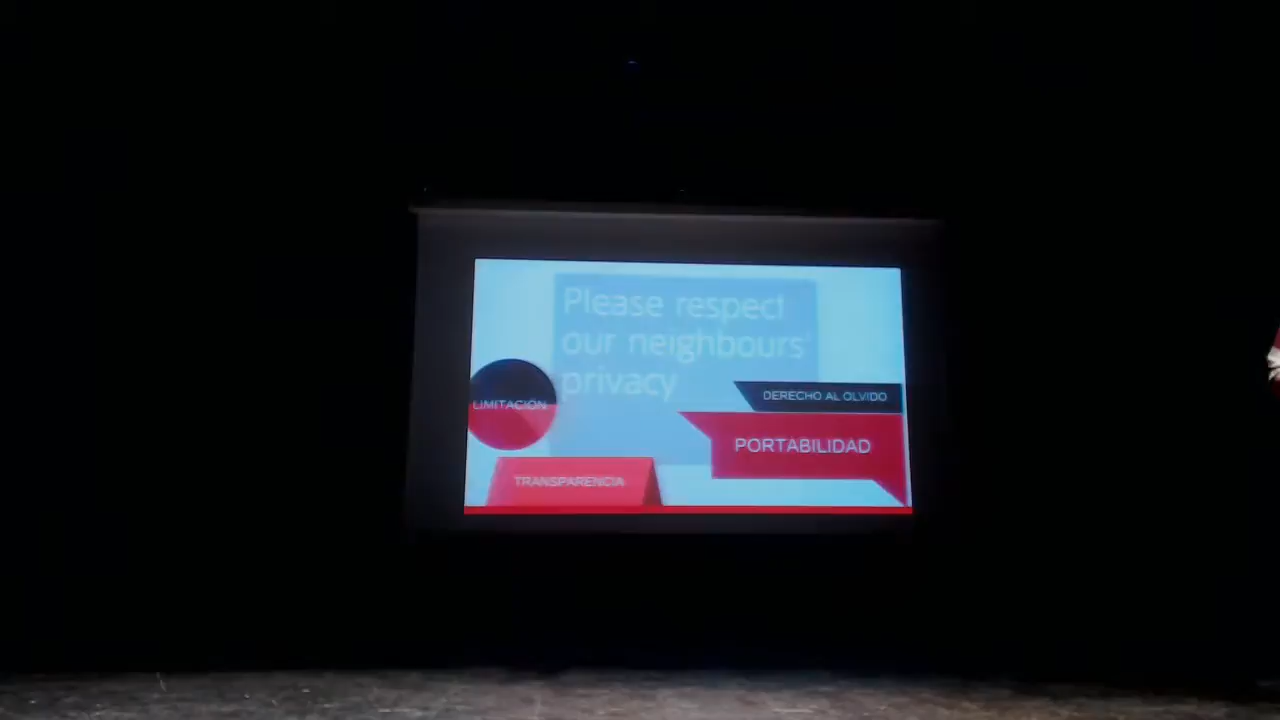 Please respect
our neighbours'
privacy
DERECHO AL OLVIDO
LIMITACIÓN
PORTABILIDAD
TRANSPARENCIA